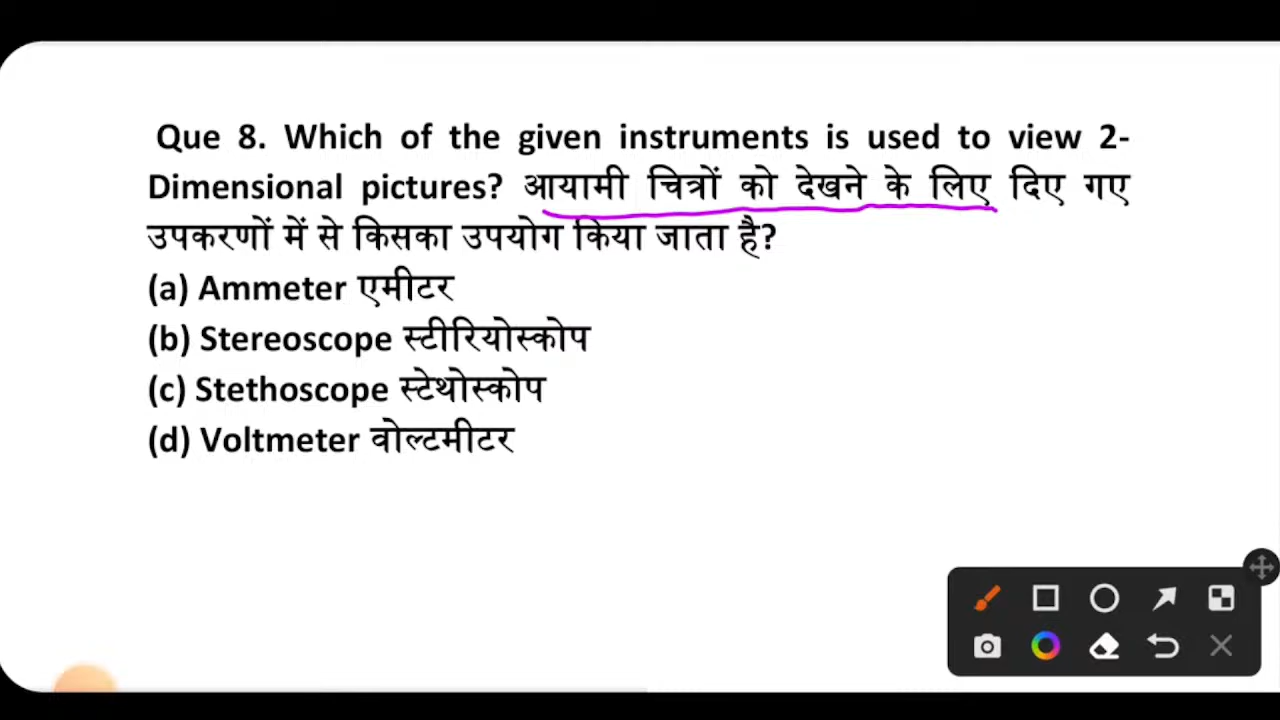 Que 8. Which of the given instruments is used to view 2-
Dimensional pictures? आयामी चित्रों को देखने के लिए दिए गए
उपकरणों में से किसका उपयोग किया जाता है?
(a) Ammeter एमीटर
(b) Stereoscope स्टीरियोस्कोप
(c) Stethoscope स्टेथोस्कोप
(d) Voltmeter वोल्टमीटर